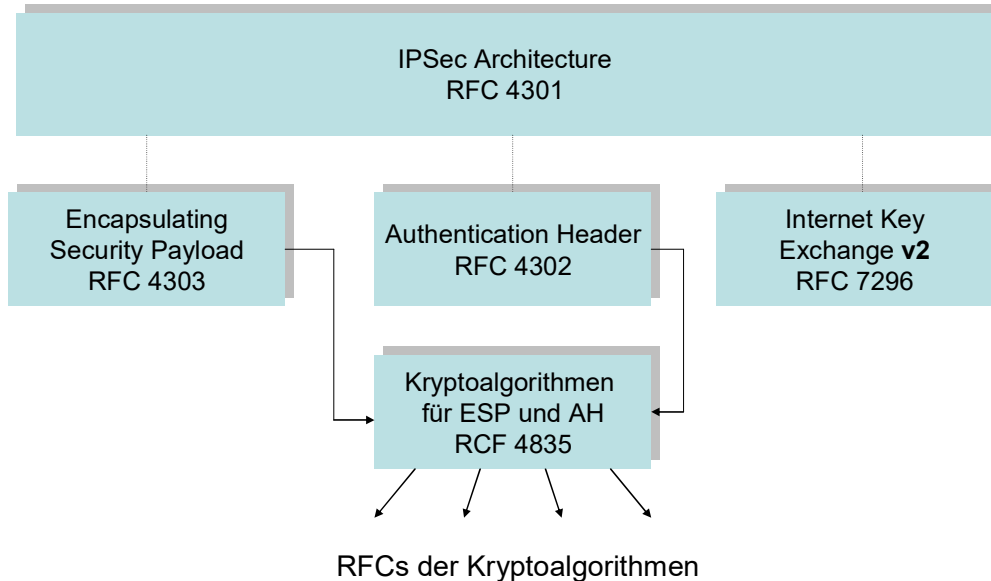 IPSec Architecture
RFC 4301
Encapsulating
Security Payload
RFC 4303
Authentication Header
RFC 4302
Internet Key
Exchange v2
RFC 7296
Kryptoalgorithmen
für ESP und AH
RCF 4835
RFCs der Kryptoalgorithmen